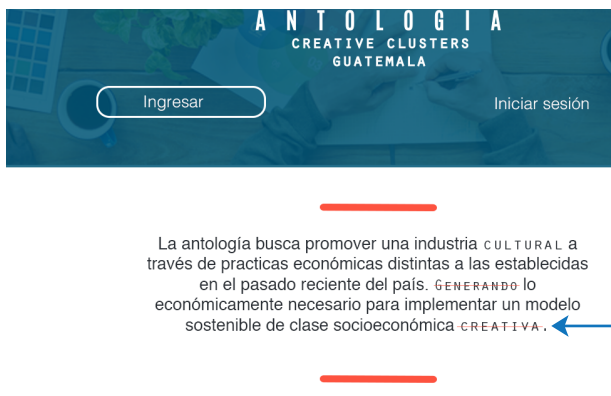 ANTOLOGIA
CREATIVE CLUSTERS
GUATEMALA
Ingresar
Iniciar sesión
La antología busca promover una industria CULTURAL a
través de practicas económicas distintas a las establecidas
en el pasado reciente del país. GENERANDO lo
económicamente necesario para implementar un modelo
sostenible de clase socioeconómica CREATIVA.